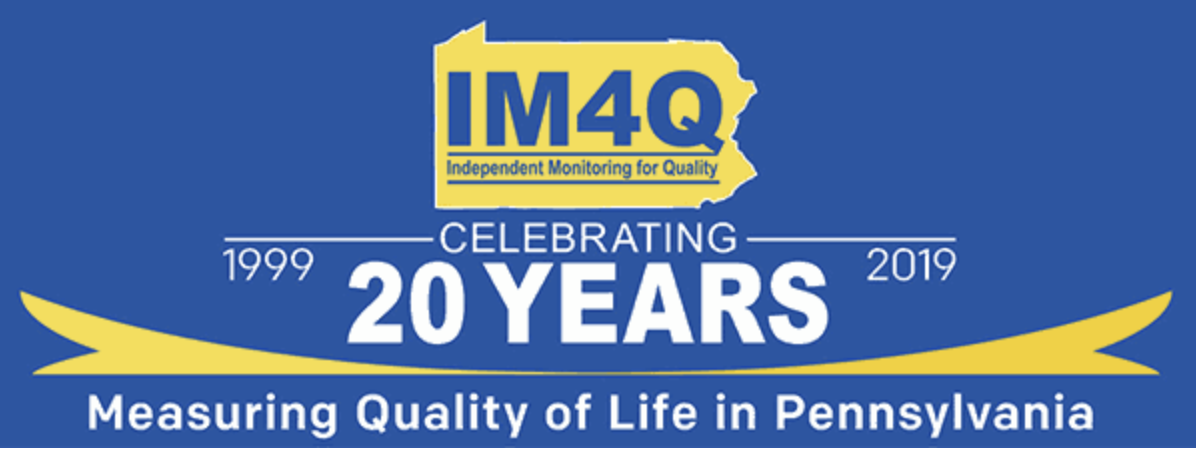 IM4Q
Independent Monitoring for Quality
CELEBRATING
1999
20 YEARS
2019
Measuring Quality of Life in Pennsylvania